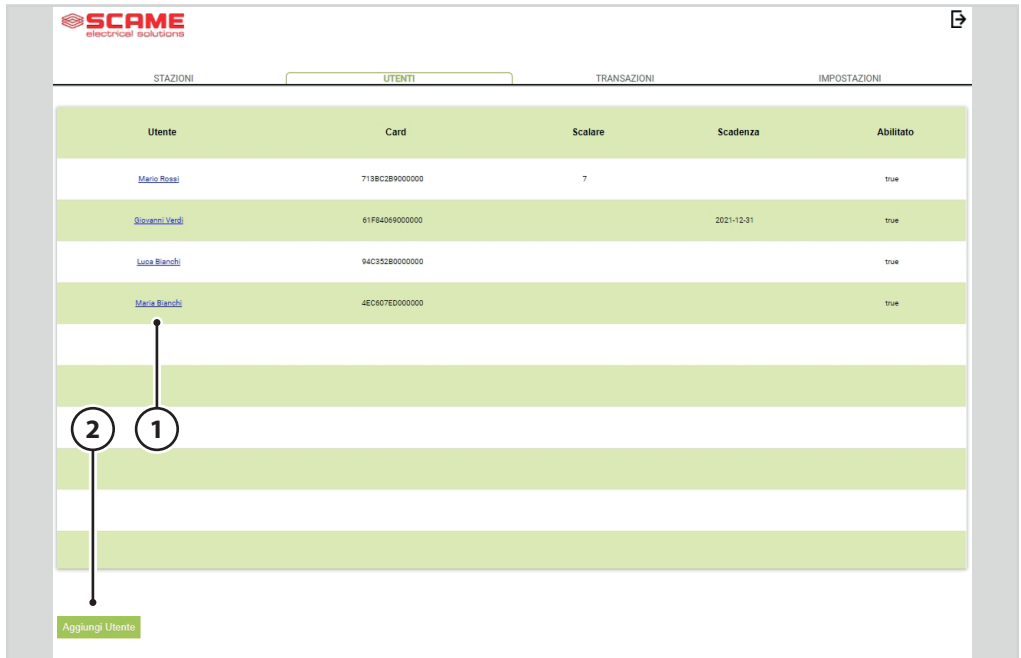 SCAME
electrical solutions
STAZIONI UTENTI TRANSAZIONI IMPOSTAZIONI
Utente Card Scalare Scadenza Abilitato
Mario Rossi 713BC2B9000000 7 true
Giovanni Verdi 61F84069000000 2021-12-31 true
Luca Bianchi 94C352B0000000 true
Maria Bianchi 4EC607ED000000 true
2 1
Aggiungi Utente